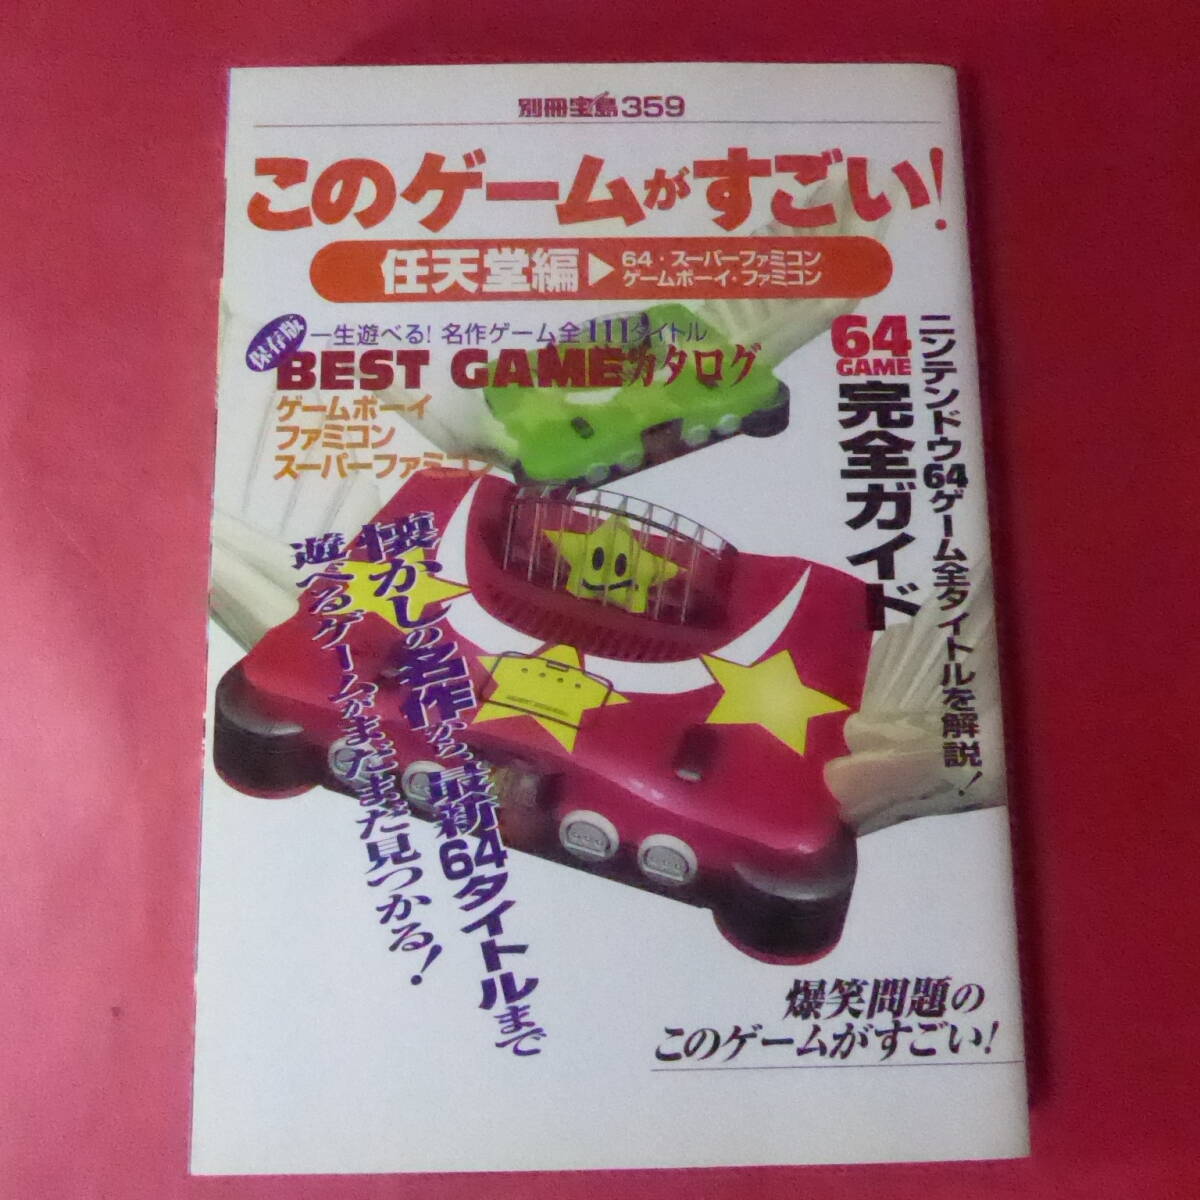 別冊宝島359
このゲームがすごい!
任天堂編▶
64・スーパーファミコン
ゲームボーイ・ファミコン
保存版
一生遊べる!名作ゲーム全111タイトル
BEST GAMEカタログ
ゲームボーイ
ファミコン
スーパーファミコン
ニンテンドウ64ゲーム全タイトルを解説!
64
GAME
完全ガイド
懐かしの名作から、最新64タイトルまで
遊べるゲームがまだまだ見つかる!
爆笑問題の
このゲームがすごい!